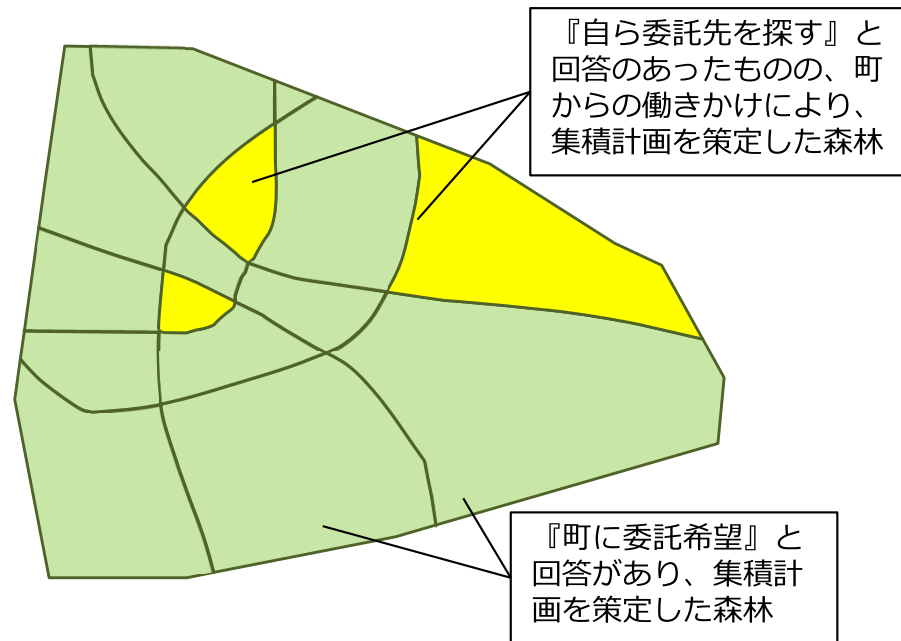 『自ら委託先を探す』と
回答のあったものの、町
からの働きかけにより、
集積計画を策定した森林
『町に委託希望』と
回答があり、集積計
画を策定した森林